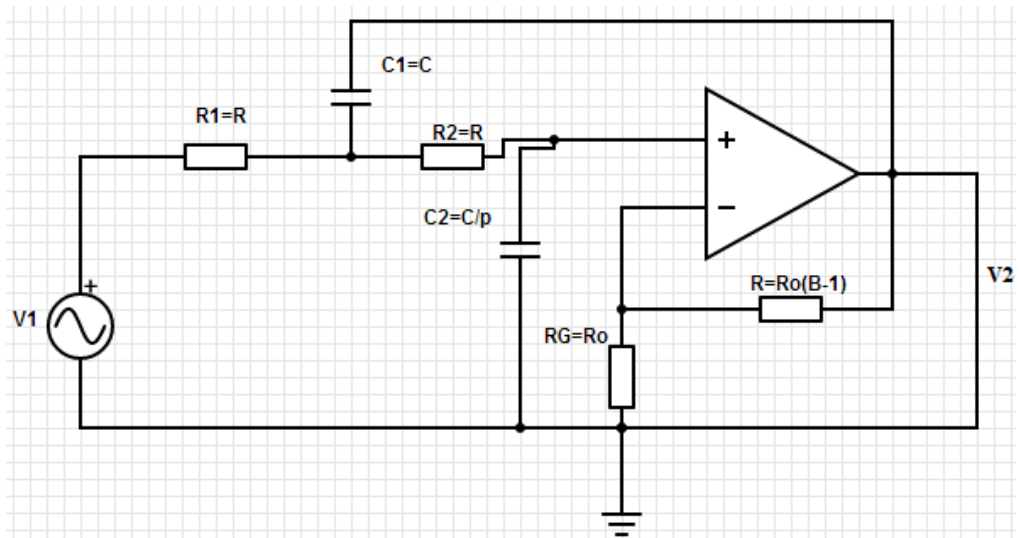 C1=C
R1=R
R2=R
+
C2=C/p
−
V2
R=Ro(B-1)
+
V1
RG=Ro